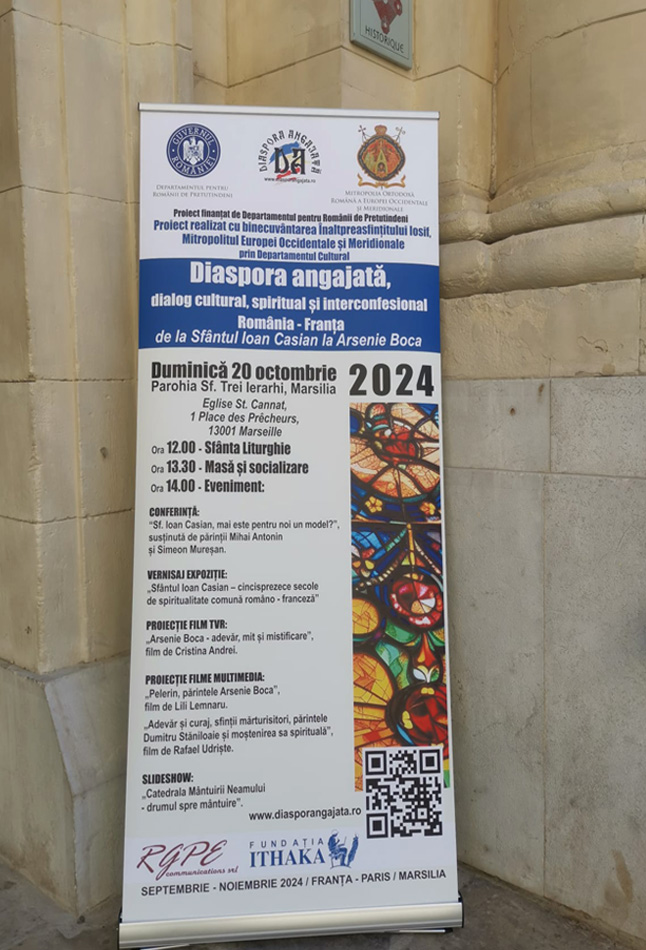 HISTORIQUE
GUVERNUL
ROMÂNIEI
DEPARTAMENTUL PENTRU
ROMÂNII DE PRETUTINDENI
DIASPORA ANGAJATĂ
DA
www.diasporangajata.ro
MITROPOLIA ORTODOXĂ
ROMÂNĂ A EUROPEI OCCIDENTALE
ȘI MERIDIONALE
Proiect finanțat de Departamentul pentru Românii de Pretutindeni
Proiect realizat cu binecuvântarea Înaltpreasfințitului Iosif,
Mitropolitul Europei Occidentale și Meridionale
prin Departamentul Cultural
Diaspora angajată,
dialog cultural, spiritual și interconfesional
România - Franța
de la Sfântul Ioan Casian la Arsenie Boca
Duminică 20 octombrie 2024
Parohia Sf. Trei Ierarhi, Marsilia
Eglise St. Cannat,
1 Place des Prêcheurs,
13001 Marseille
Ora 12.00 - Sfânta Liturghie
Ora 13.30 - Masă și socializare
Ora 14.00 - Eveniment:
CONFERINȚĂ:
“Sf. Ioan Casian, mai este pentru noi un model?”,
susținută de părinții Mihai Antonin
și Simeon Mureșan.
VERNISAJ EXPOZIȚIE:
„Sfântul Ioan Casian – cincisprezece secole
de spiritualitate comună româno - franceză”
PROIECȚIE FILM TVR:
„Arsenie Boca - adevăr, mit și mistificare”,
film de Cristina Andrei.
PROIECȚIE FILME MULTIMEDIA:
„Pelerin, părintele Arsenie Boca”,
film de Lili Lemnaru.
„Adevăr și curaj, sfinții mărturisitori, părintele
Dumitru Stăniloaie și moștenirea sa spirituală”,
film de Rafael Udriște.
SLIDESHOW:
„Catedrala Mântuirii Neamului
- drumul spre mântuire”.
www.diasporangajata.ro
RGPE
communications srl
FUNDAȚIA
ITHAKA
SEPTEMBRIE - NOIEMBRIE 2024 / FRANȚA - PARIS / MARSILIA